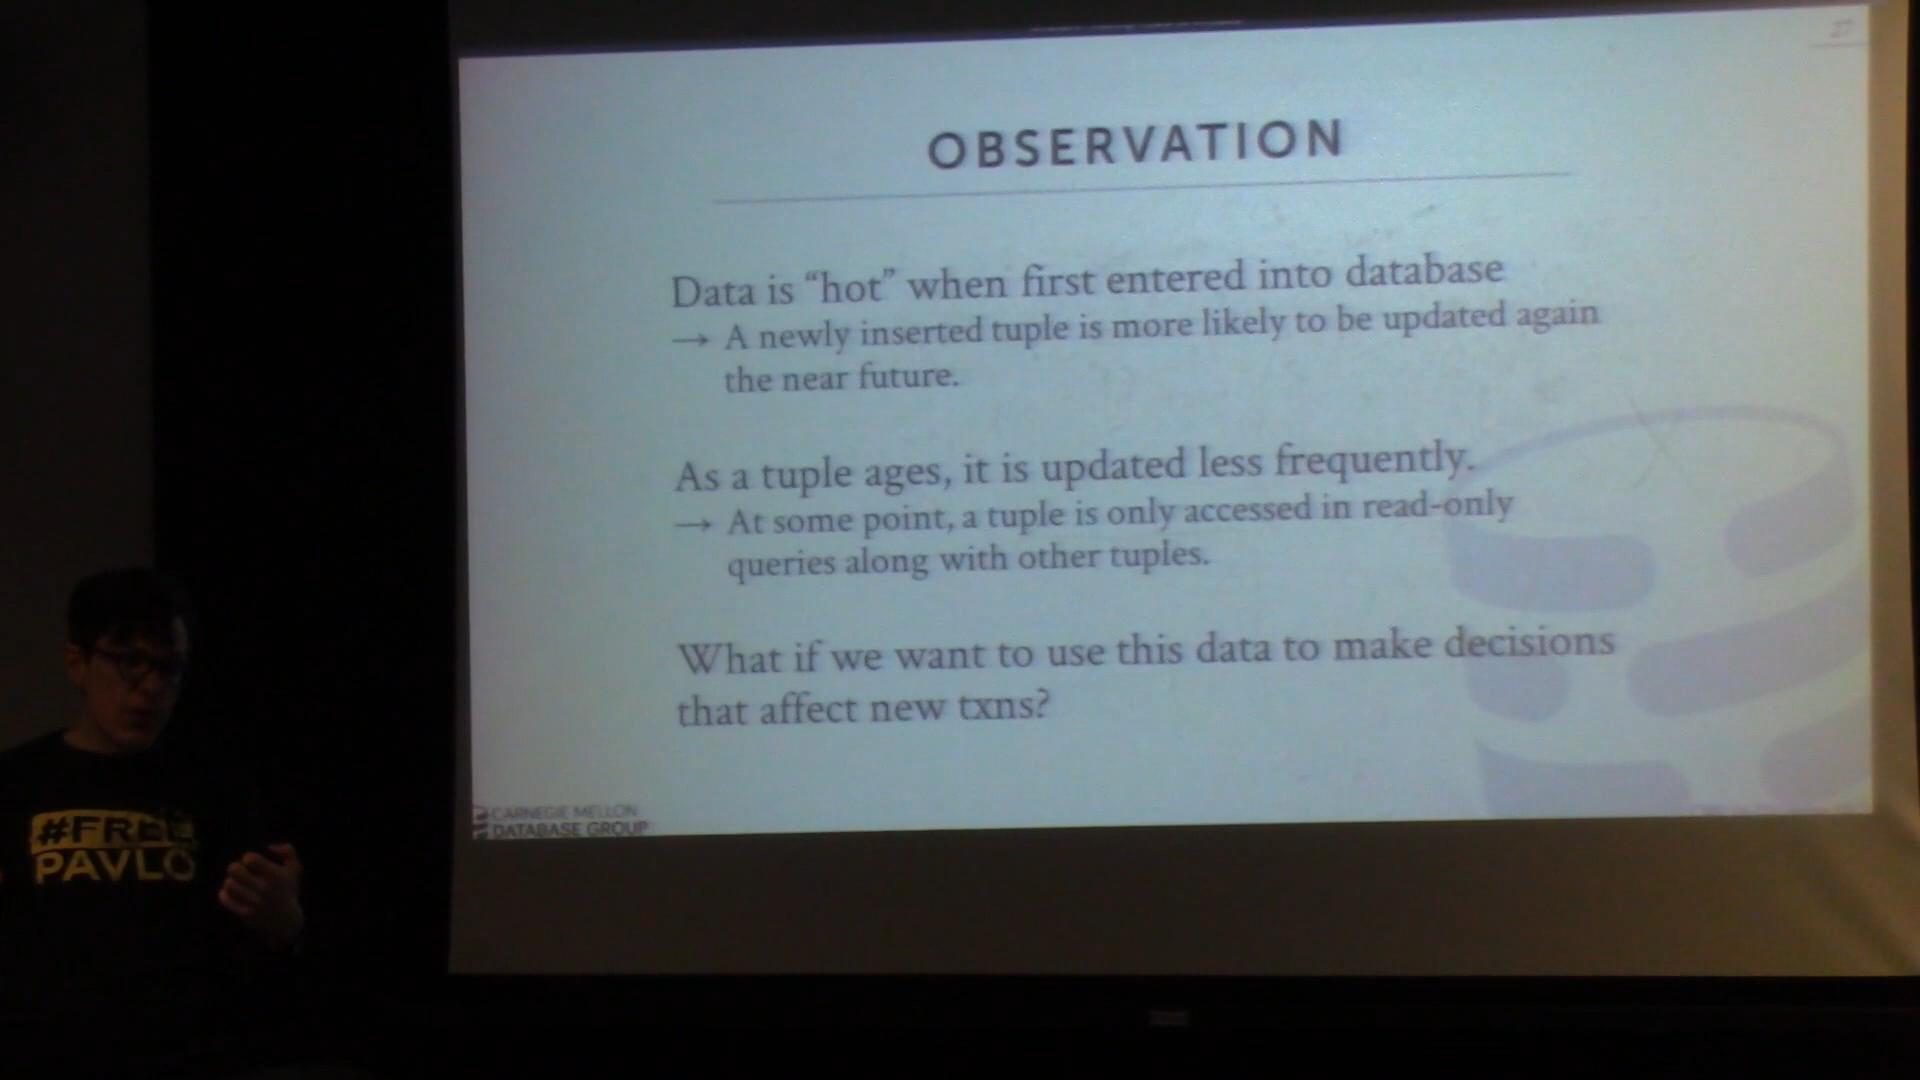 OBSERVATION
Data is “hot” when first entered into database
→ A newly inserted tuple is more likely to be updated again
the near future.
As a tuple ages, it is updated less frequently.
→ At some point, a tuple is only accessed in read-only
queries along with other tuples.
What if we want to use this data to make decisions
that affect new txns?
CARNEGIE MELLON
DATABASE GROUP
#FREE
PAVLO